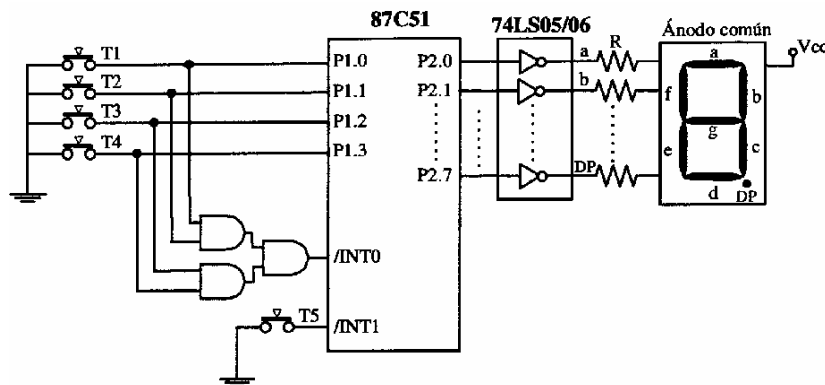 87C51
74LS05/06
Ánodo común
Vcc
T1
P1.0
P2.0
a
R
a
T2
P1.1
P2.1
b
f
b
T3
P1.2
g
T4
P1.3
e
c
P2.7
DP
d
DP
/INT0
T5
/INT1